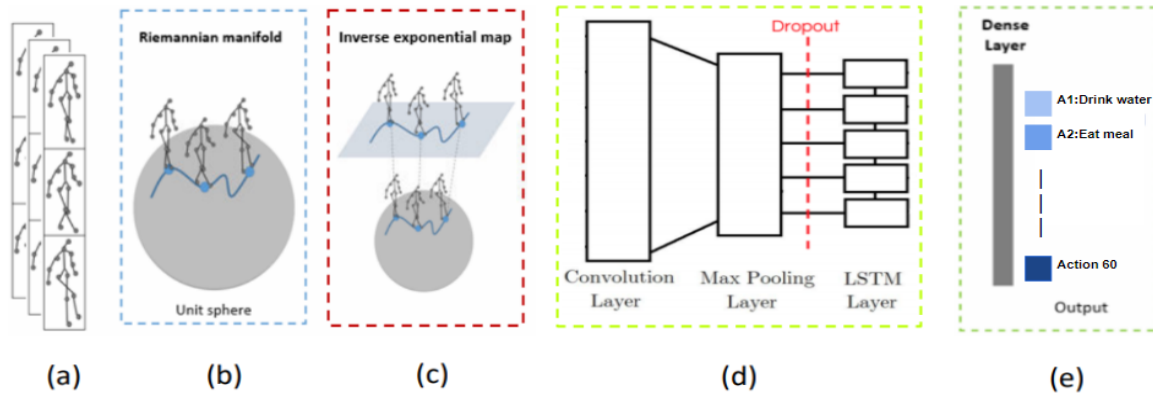 Riemannian manifold
Unit sphere
Inverse exponential map
Dropout
Convolution
Layer
Max Pooling
Layer
LSTM
Layer
Dense
Layer
A1:Drink water
A2:Eat meal
Action 60
Output
(a)
(b)
(c)
(d)
(e)